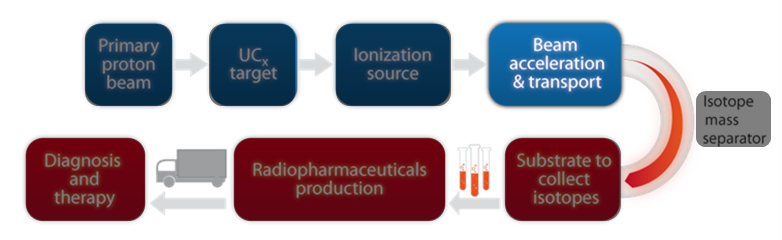 Primary
proton
beam
UCx
target
Ionization
source
Beam
acceleration
& transport
Isotope
mass
separator
Substrate to
collect
isotopes
Radiopharmaceuticals
production
Diagnosis
and
therapy